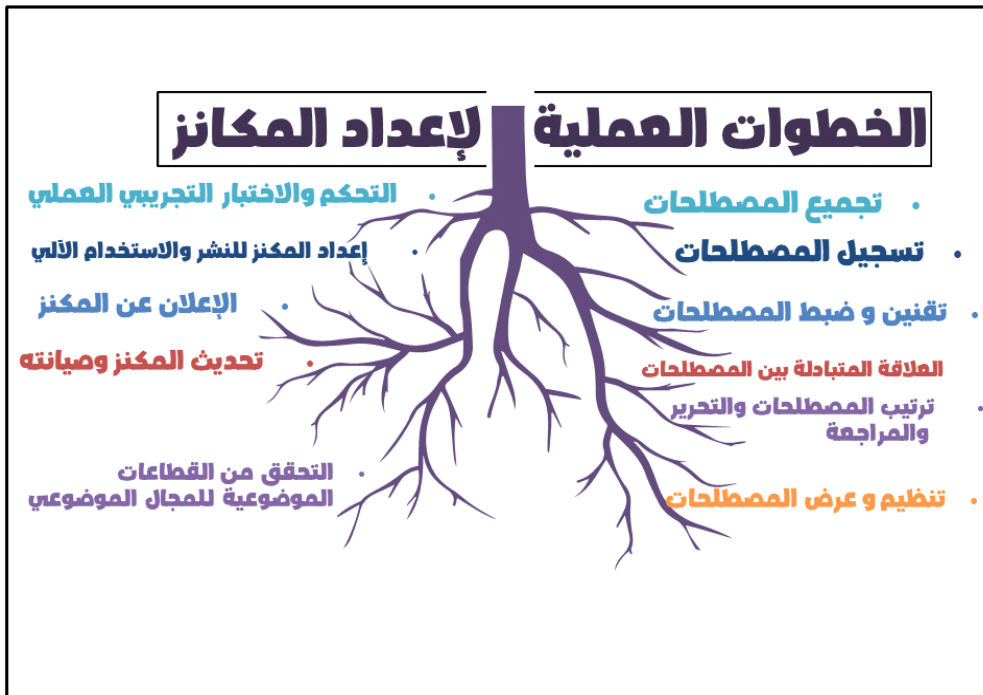 الخطوات العملية لإعداد المكانز
• تجميع المصطلحات
• تسجيل المصطلحات
• تقنين و ضبط المصطلحات
العلاقة المتبادلة بين المصطلحات
• ترتيب المصطلحات والتحرير
والمراجعة
• تنظيم و عرض المصطلحات
• التحكم والاختبار التجريبي العملي
• إعداد المكنز للنشر والاستخدام الآلي
• الإعلان عن المكنز
• تحديث المكنز وصيانته
• التحقق من القطاعات
الموضوعية للمجال الموضوعي